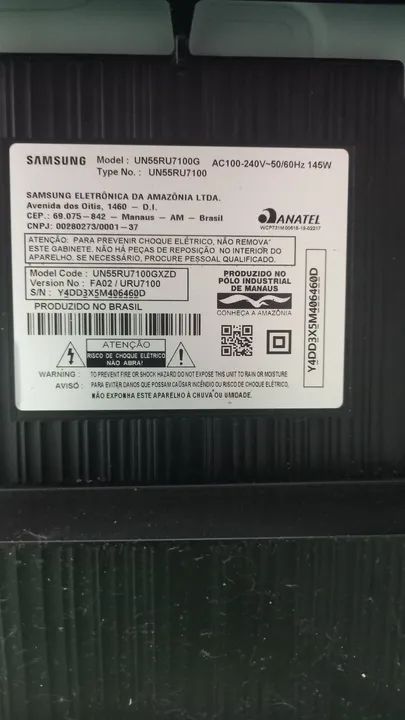 SAMSUNG
Model : UN55RU7100G AC100-240V~50/60Hz 145W
Type No. : UN55RU7100
SAMSUNG ELETRÔNICA DA AMAZÔNIA LTDA.
Avenida dos Oitis, 1460 - D.I.
CEP.: 69.075-842 - Manaus - AM - Brasil
CNPJ: 00280273/0001-37
ANATEL
ATENÇÃO: PARA PREVENIR CHOQUE ELÉTRICO, NÃO REMOVA
ESTE GABINETE. NÃO HÁ PEÇAS DE REPOSIÇÃO NO INTERIOR DO
APARELHO. SE NECESSÁRIO, PROCURE PESSOAL QUALIFICADO.
Model Code : UN55RU7100GXZD
Version No : FA02 / URU7100
S/N : Y4DD3X5M406460D
PRODUZIDO NO BRASIL
PRODUZIDO NO
PÓLO INDUSTRIAL
DE MANAUS
CONHEÇA A AMAZÔNIA
Y4DD3X5M406460D
ATENÇÃO
RISCO DE CHOQUE ELÉTRICO
NÃO ABRA!
WARNING : TO PREVENT FIRE OR SHOCK HAZARD DO NOT EXPOSE THIS UNIT TO RAIN OR MOISTURE
AVISO : PARA EVITAR DANOS QUE POSSAM CAUSAR INCÊNDIO OU RISCO DE CHOQUE ELÉTRICO,
NÃO EXPONHA ESTE APARELHO À CHUVA OU UMIDADE.